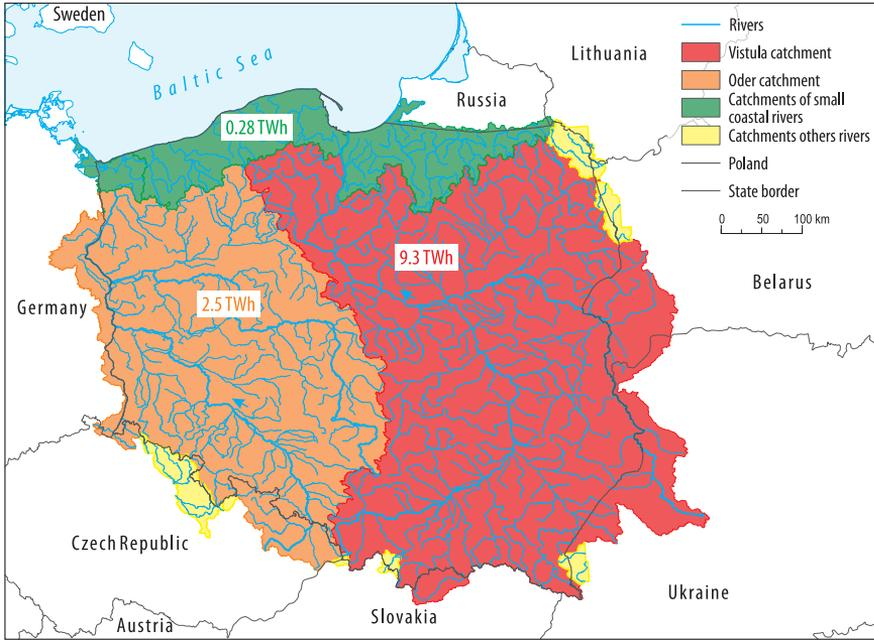 Sweden
Baltic Sea
Lithuania
Russia
Rivers
Vistula catchment
Oder catchment
Catchments of small
coastal rivers
Catchments others rivers
Poland
State border
0 50 100 km
0.28 TWh
9.3 TWh
2.5 TWh
Belarus
Germany
Czech Republic
Ukraine
Slovakia
Austria